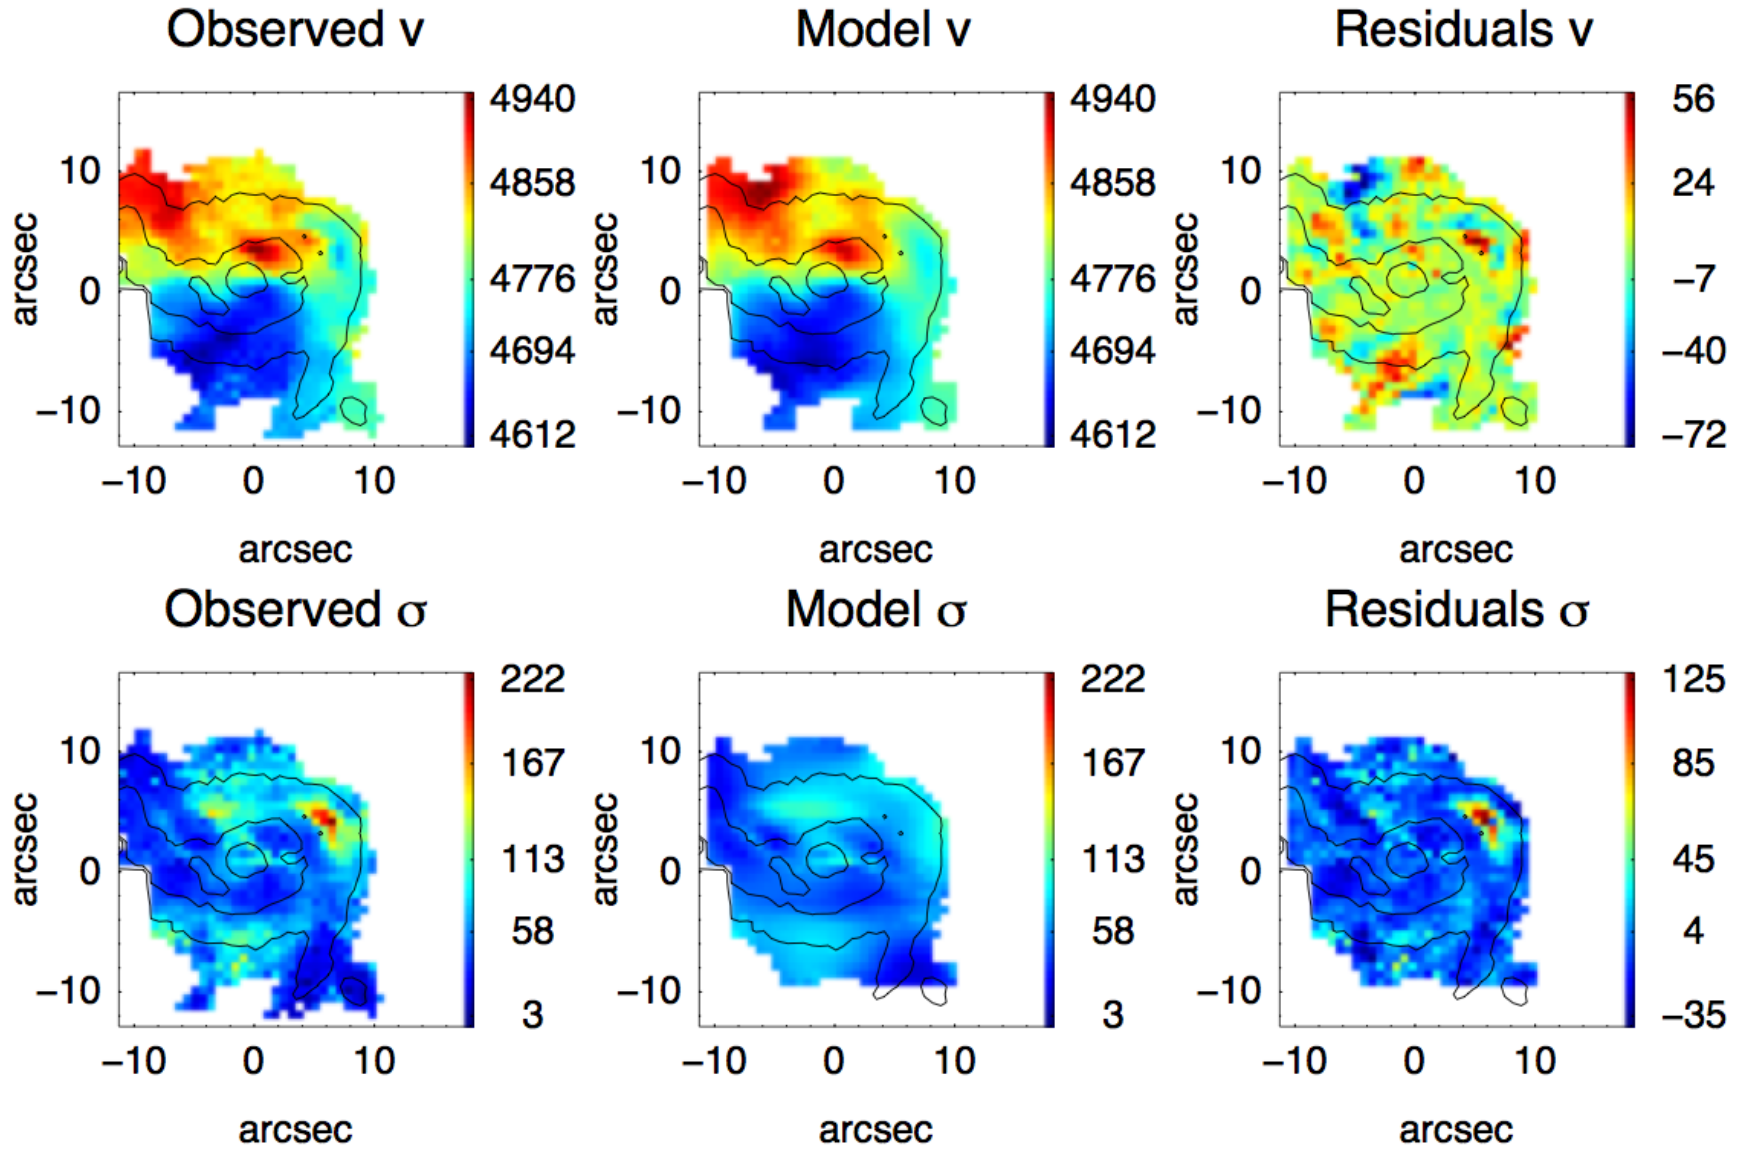 Observed v
Model v
Residuals v
10
0
−10
arcsec
−10 0 10
arcsec
4940
4858
4776
4694
4612
10
0
−10
arcsec
−10 0 10
arcsec
4940
4858
4776
4694
4612
10
0
−10
arcsec
−10 0 10
arcsec
56
24
−7
−40
−72
Observed σ
Model σ
Residuals σ
10
0
−10
arcsec
−10 0 10
arcsec
222
167
113
58
3
10
0
−10
arcsec
−10 0 10
arcsec
222
167
113
58
3
10
0
−10
arcsec
−10 0 10
arcsec
125
85
45
4
−35